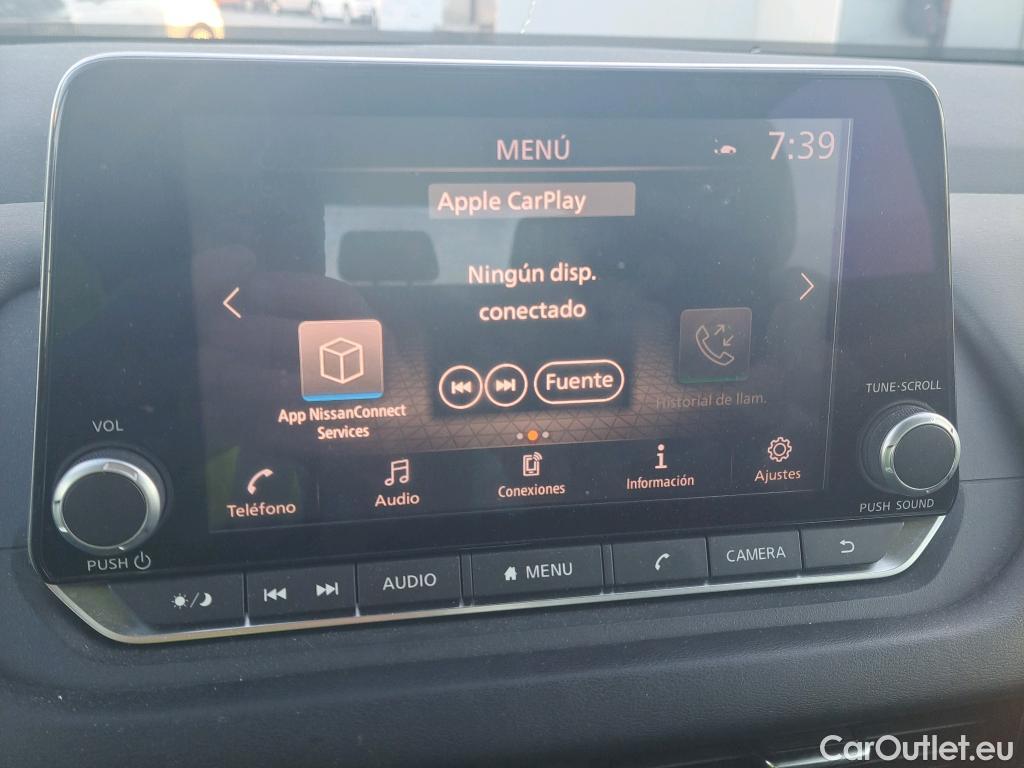 MENÚ
7:39
Apple CarPlay
Ningún disp.
conectado
Fuente
App NissanConnect
Services
Historial de llam.
Teléfono
Audio
Conexiones
Información
Ajustes
VOL
PUSH
TUNE·SCROLL
PUSH SOUND
AUDIO
MENU
CAMERA
CarOutlet.eu